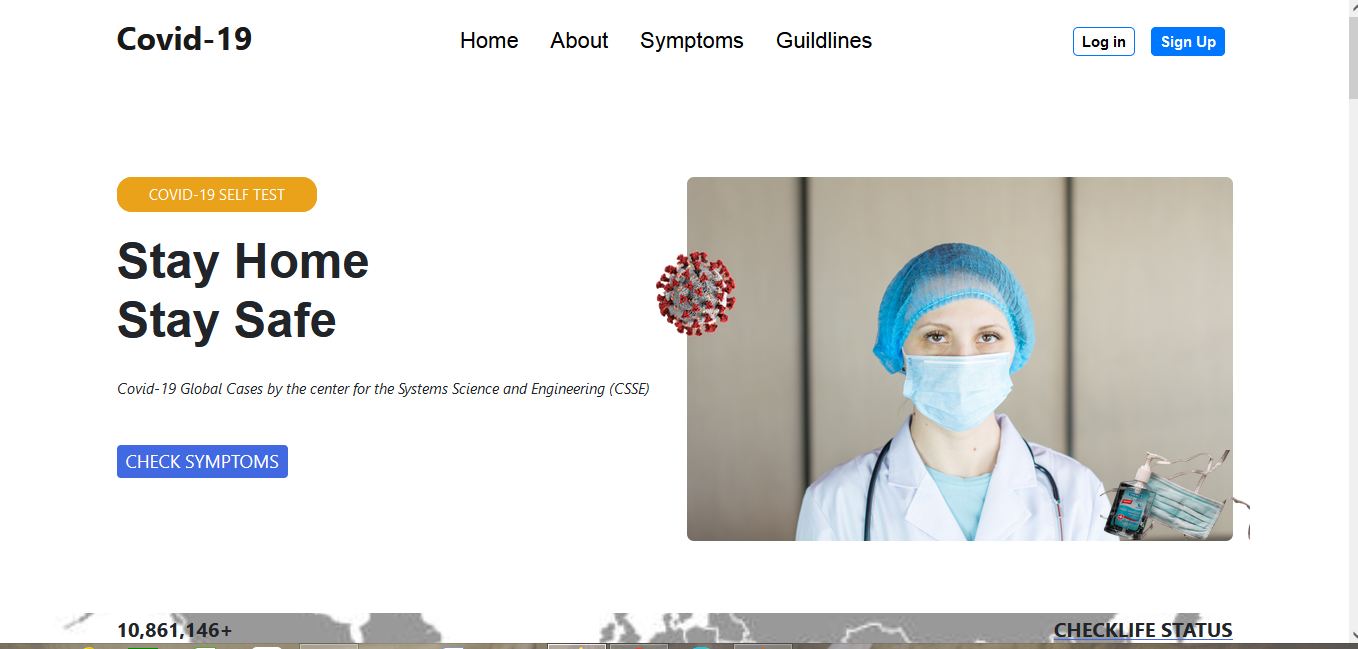 Covid-19
Home About Symptoms Guildlines
Log in Sign Up
COVID-19 SELF TEST
Stay Home
Stay Safe
Covid-19 Global Cases by the center for the Systems Science and Engineering (CSSE)
CHECK SYMPTOMS
10,861,146+
CHECKLIFE STATUS